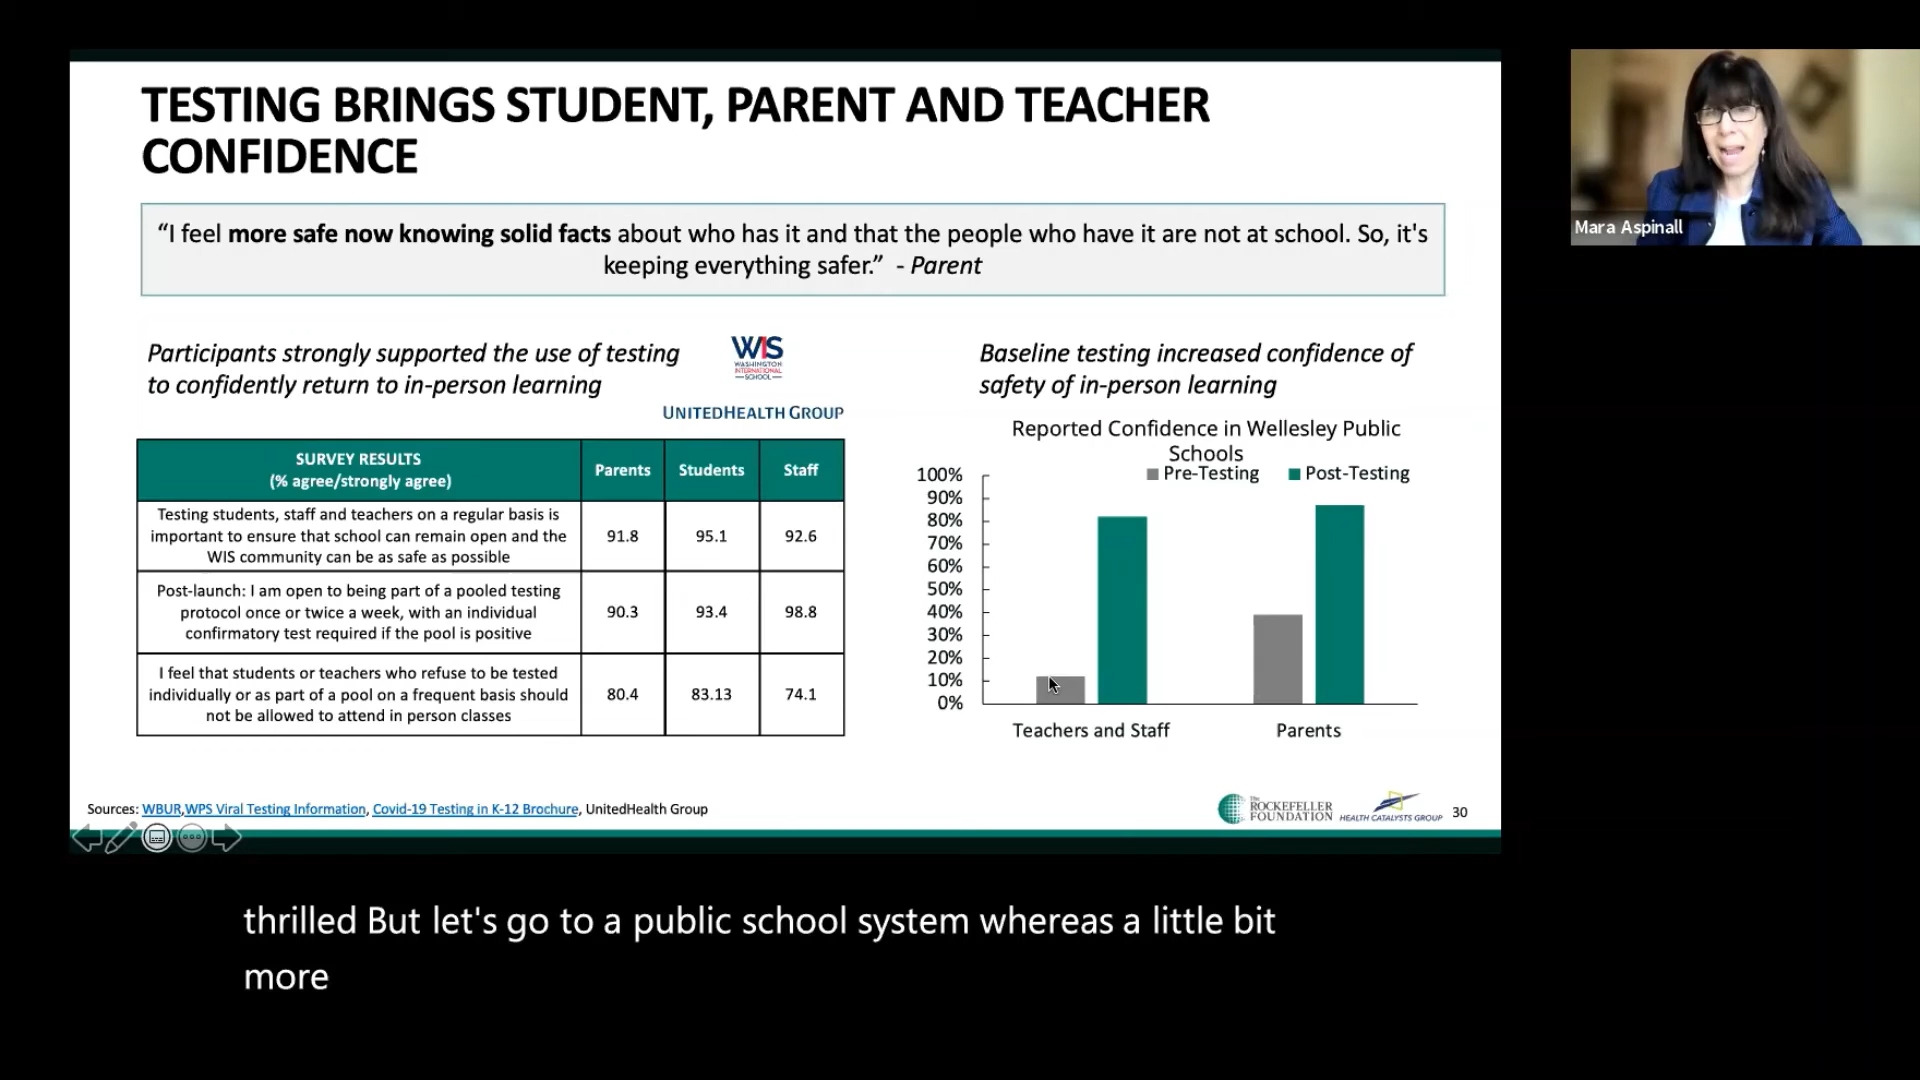 TESTING BRINGS STUDENT, PARENT AND TEACHER
CONFIDENCE
“I feel more safe now knowing solid facts about who has it and that the people who have it are not at school. So, it's
keeping everything safer.”  - Parent
Participants strongly supported the use of testing
to confidently return to in-person learning
WIS
WASHINGTON
INTERNATIONAL
SCHOOL
UNITEDHEALTH GROUP
SURVEY RESULTS
(% agree/strongly agree)
Parents
Students
Staff
Testing students, staff and teachers on a regular basis is
important to ensure that school can remain open and the
WIS community can be as safe as possible
91.8
95.1
92.6
Post-launch: I am open to being part of a pooled testing
protocol once or twice a week, with an individual
confirmatory test required if the pool is positive
90.3
93.4
98.8
I feel that students or teachers who refuse to be tested
individually or as part of a pool on a frequent basis should
not be allowed to attend in person classes
80.4
83.13
74.1
Baseline testing increased confidence of
safety of in-person learning
Reported Confidence in Wellesley Public
Schools
Pre-Testing
Post-Testing
100%
90%
80%
70%
60%
50%
40%
30%
20%
10%
0%
Teachers and Staff
Parents
Sources: WBUR,WPS Viral Testing Information, Covid-19 Testing in K-12 Brochure, UnitedHealth Group
The
ROCKEFELLER
FOUNDATION
HEALTH CATALYSTS GROUP
30
Mara Aspinall
thrilled But let's go to a public school system whereas a little bit
more